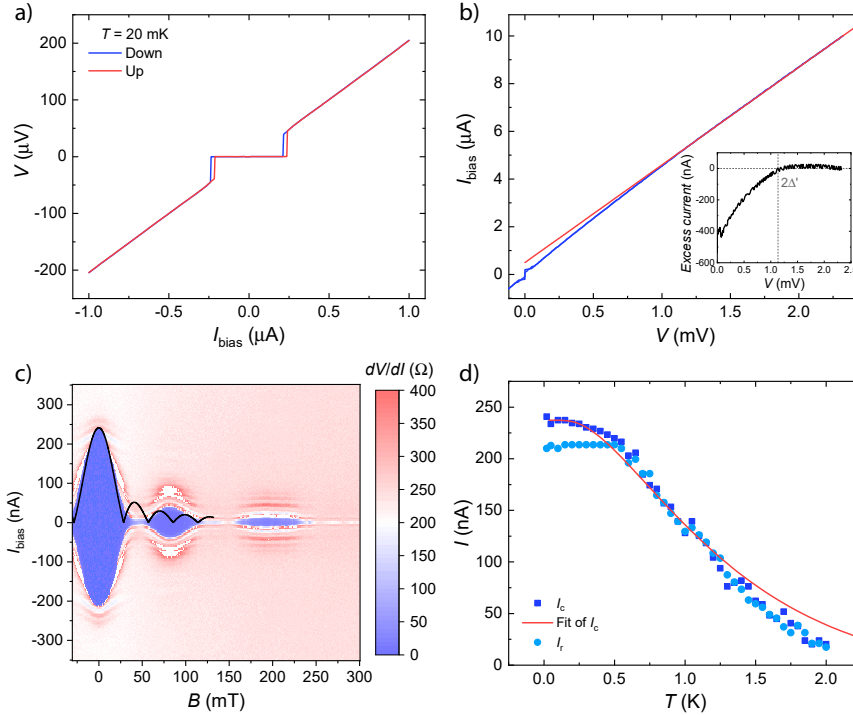 a)
T = 20 mK
Down
Up
200
100
0
-100
-200
V (μV)
-1.0 -0.5 0.0 0.5 1.0
I_bias (μA)
b)
10
8
6
4
2
0
I_bias (μA)
0.0 0.5 1.0 1.5 2.0
V (mV)
0
-200
-400
-600
Excess current (nA)
2Δ'
0.0 0.5 1.0 1.5 2.0 2.5
V (mV)
c)
dV/dI (Ω)
300
200
100
0
-100
-200
-300
I_bias (nA)
0 50 100 150 200 250 300
B (mT)
400
350
300
250
200
150
100
50
0
d)
250
200
150
100
50
0
I (nA)
I_c
Fit of I_c
I_r
0.0 0.5 1.0 1.5 2.0
T (K)